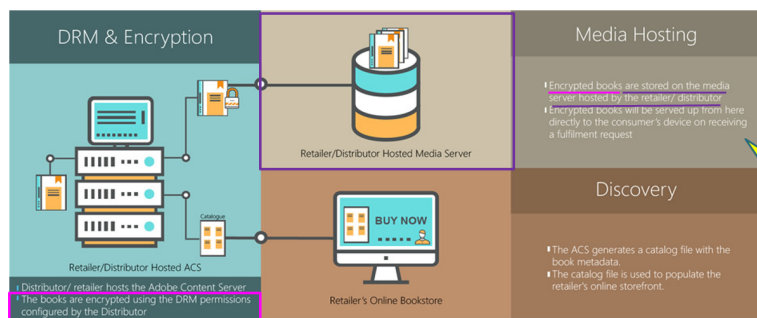 DRM & Encryption
Retailer/Distributor Hosted ACS
Catalogue
Distributor/ retailer hosts the Adobe Content Server
The books are encrypted using the DRM permissions
configured by the Distributor
Retailer/Distributor Hosted Media Server
BUY NOW
Retailer's Online Bookstore
Media Hosting
Encrypted books are stored on the media
server hosted by the retailer/ distributor
Encrypted books will be served up from here
directly to the consumer's device on receiving
a fulfilment request
Discovery
The ACS generates a catalog file with the
book metadata.
The catalog file is used to populate the
retailer's online storefront.